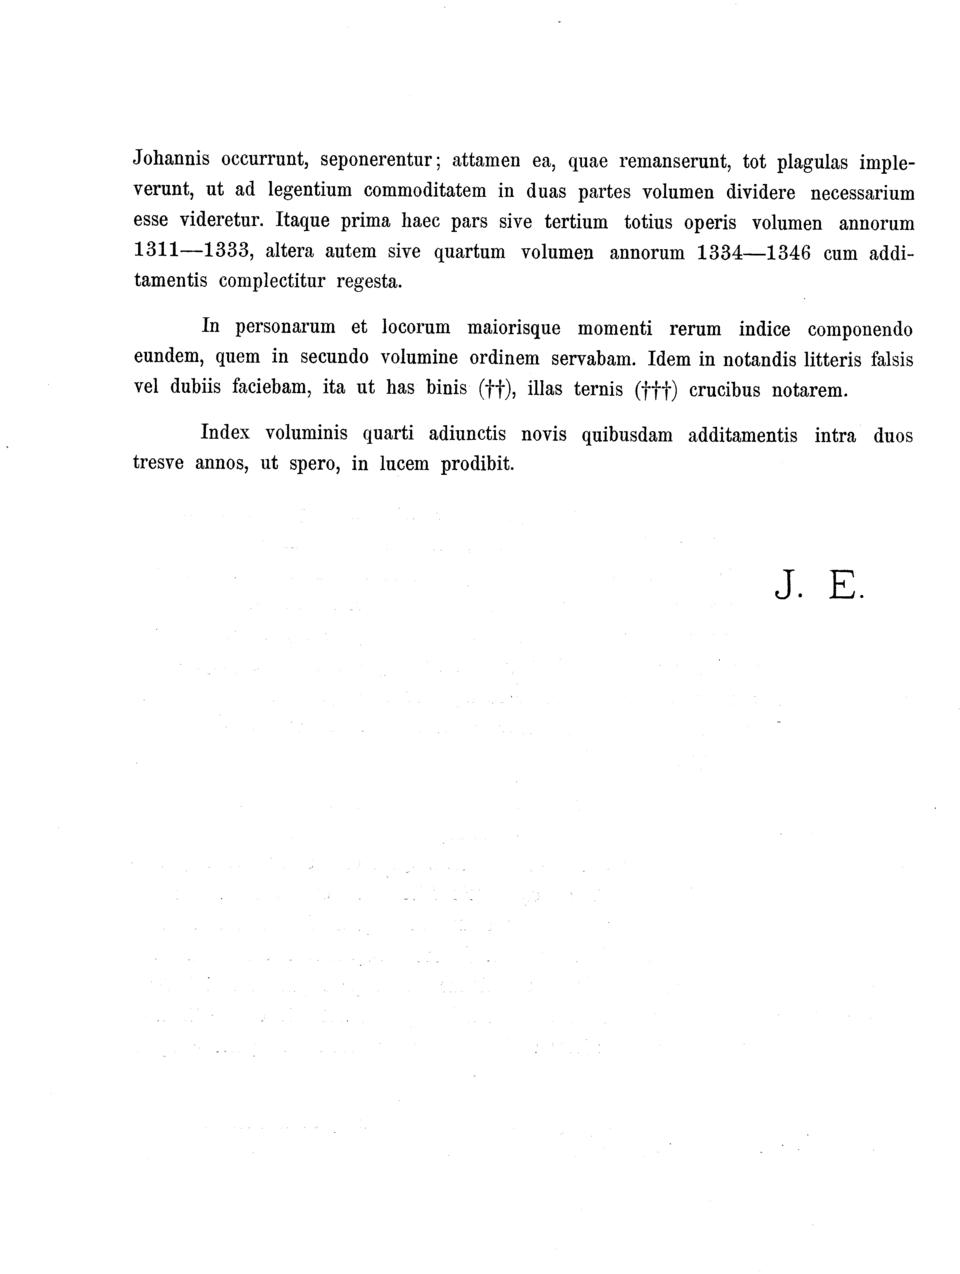 Johannis occurrunt, seponerentur; attamen ea, quae remanserunt, tot plagulas imple-
verunt, ut ad legentium commoditatem in duas partes volumen dividere necessarium
esse videretur. Itaque prima haec pars sive tertium totius operis volumen annorum
1311—1333, altera autem sive quartum volumen annorum 1334—1346 cum addi-
tamentis complectitur regesta.
In personarum et locorum maiorisque momenti rerum indice componendo
eundem, quem in secundo volumine ordinem servabam. Idem in notandis litteris falsis
vel dubiis faciebam, ita ut has binis (††), illas ternis (†††) crucibus notarem.
Index voluminis quarti adiunctis novis quibusdam additamentis intra duos
tresve annos, ut spero, in lucem prodibit.
J. E.